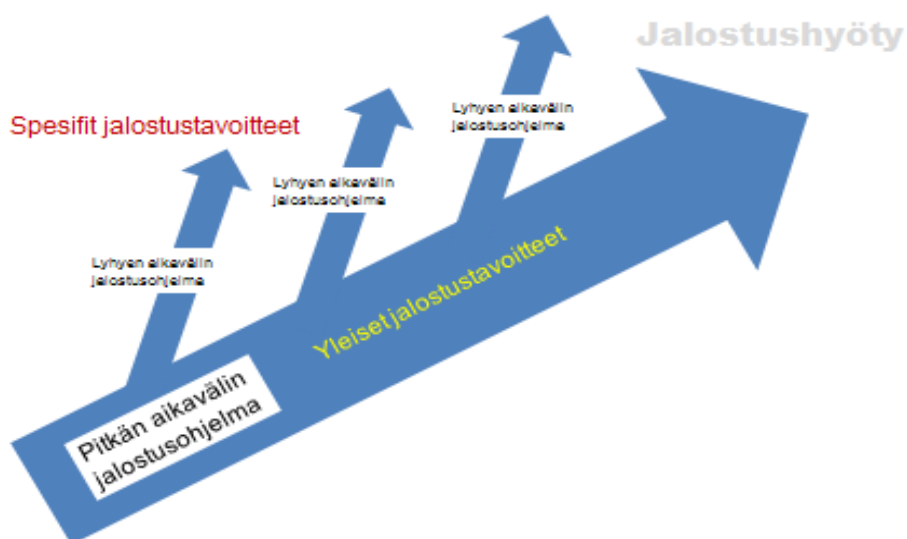 Jalostushyöty
Spesifit jalostustavoitteet
Lyhyen aikavälin
jalostusohjelma
Lyhyen aikavälin
jalostusohjelma
Lyhyen aikavälin
jalostusohjelma
Yleiset jalostustavoitteet
Pitkän aikavälin
jalostusohjelma